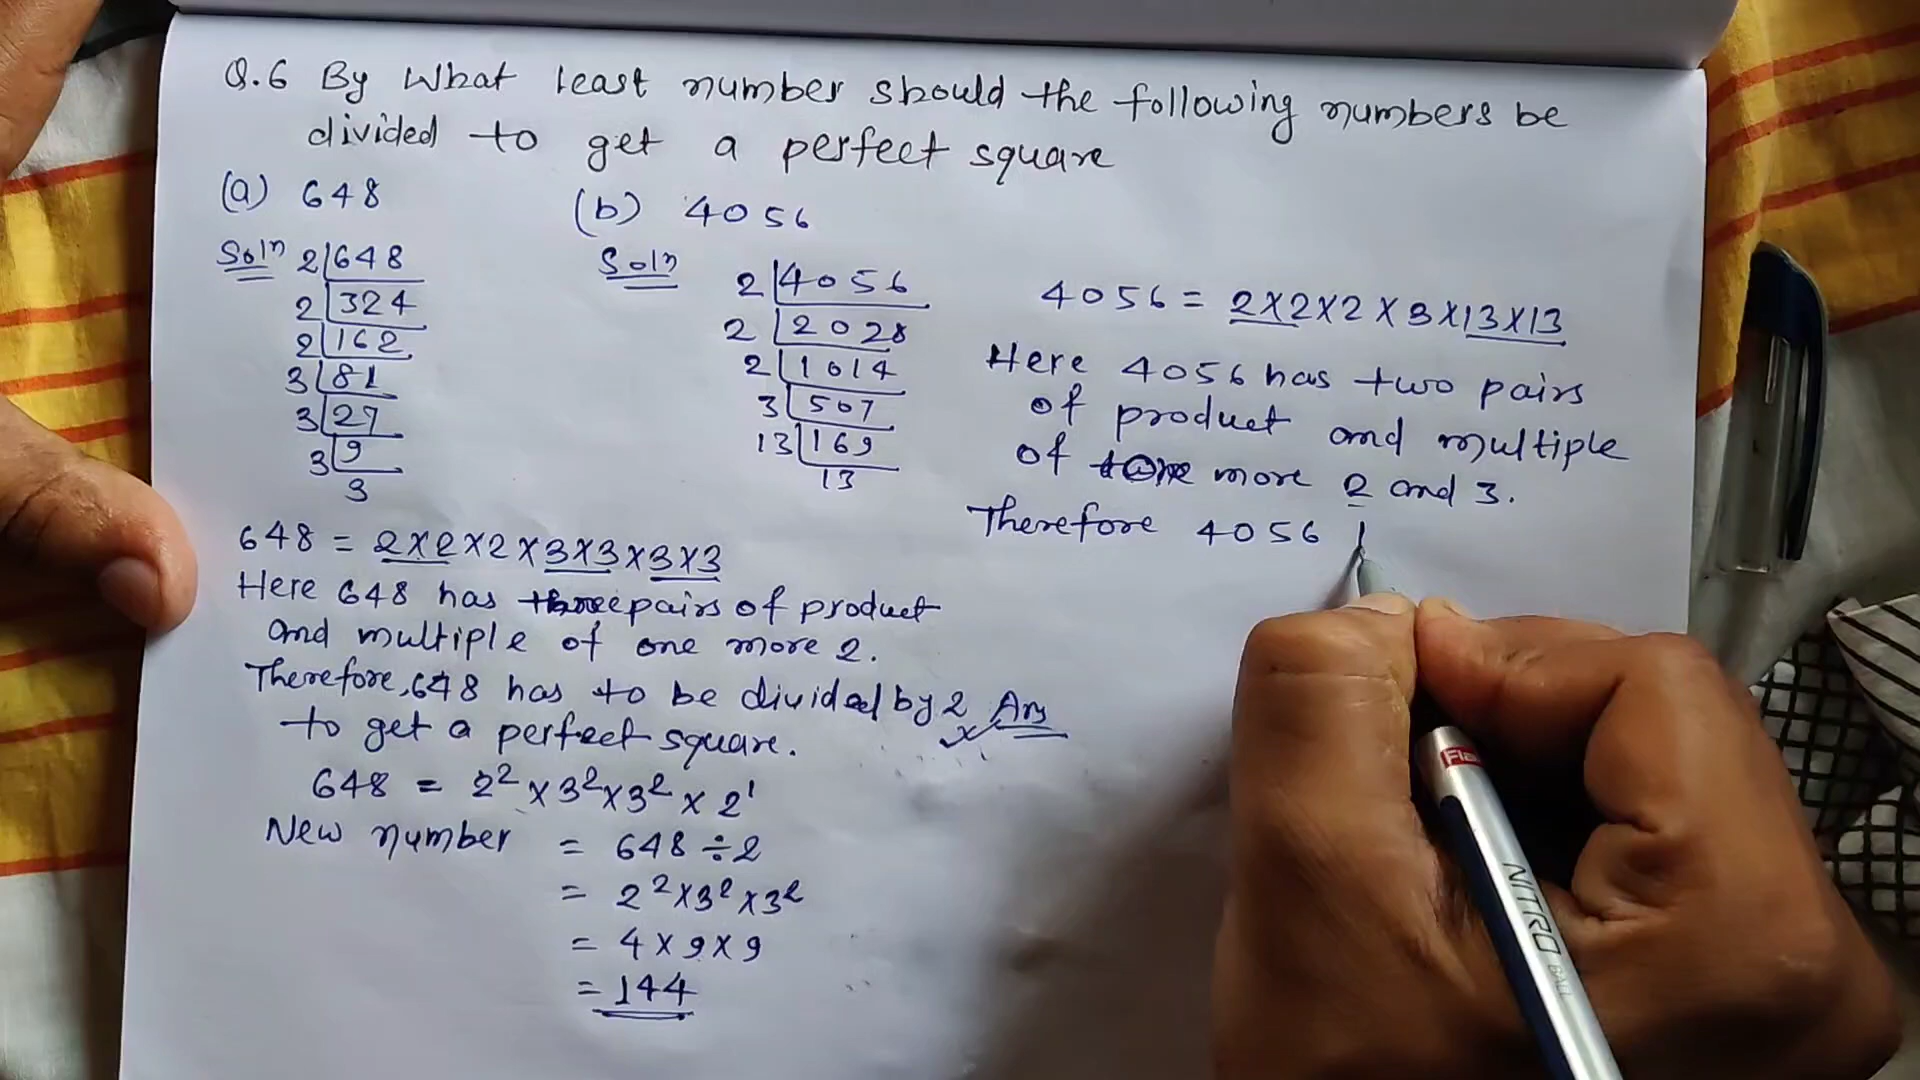 Q.6 By What least number should the following numbers be
divided to get a perfect square
(a) 648
Soln 2|648
2|324
2|162
3|81
3|27
3|9
3
648 = 2×2×2×3×3×3×3
Here 648 has three pairs of product
and multiple of one more 2.
Therefore, 648 has to be divided by 2 Ans
to get a perfect square.
648 = 2²×3²×3²×2¹
New number = 648÷2
= 2²×3²×3²
= 4×9×9
= 144
(b) 4056
Soln 2|4056
2|2028
2|1014
3|507
13|169
13
4056 = 2×2×2×3×13×13
Here 4056 has two pairs
of product and multiple
of more 2 and 3.
Therefore 4056
NITRO BALL